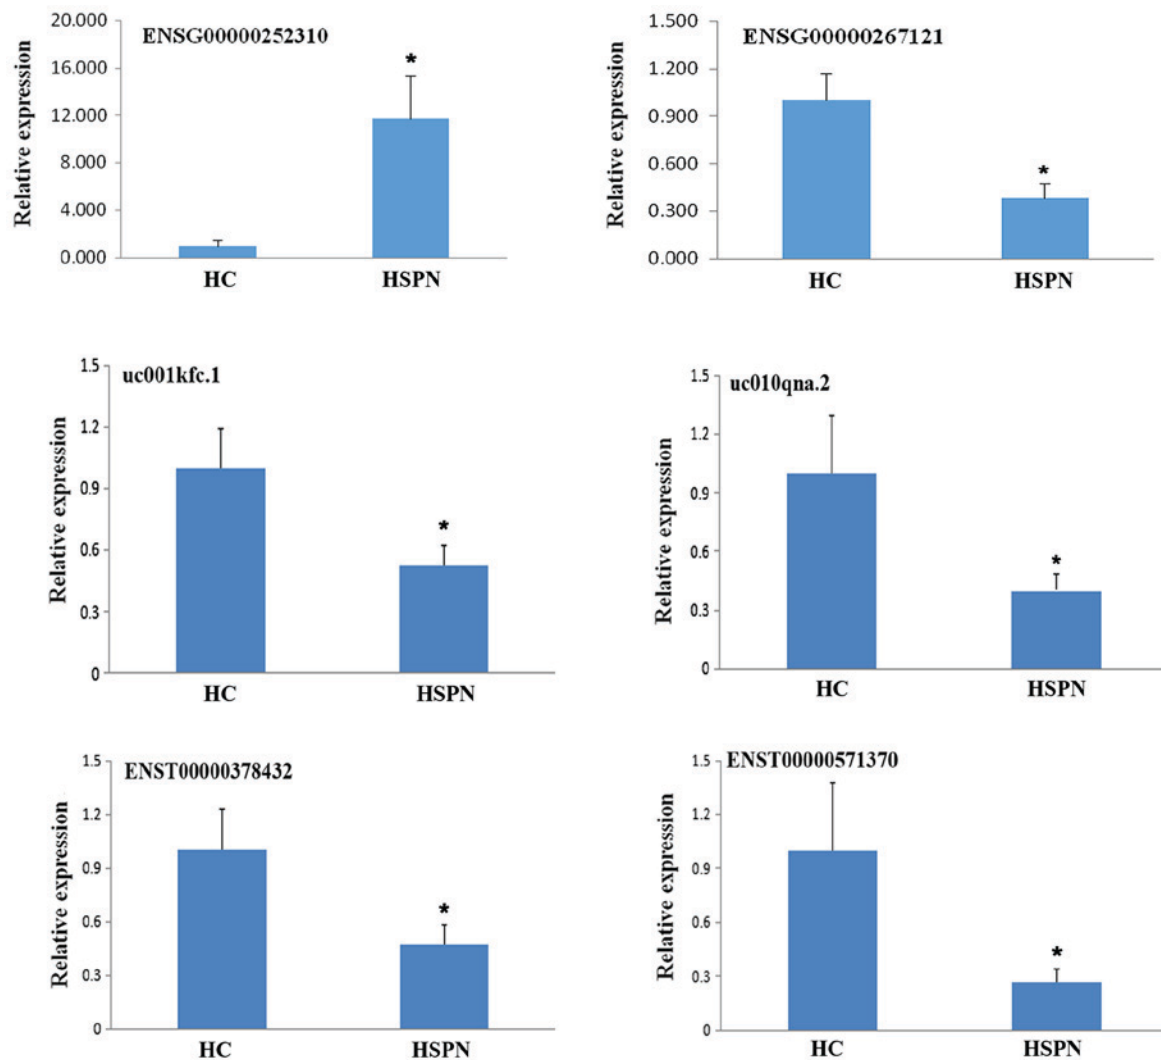 ENSG00000252310
Relative expression
20.000
16.000
12.000
8.000
4.000
0.000
*
HC
HSPN
ENSG00000267121
Relative expression
1.500
1.200
0.900
0.600
0.300
0.000
*
HC
HSPN
uc001kfc.1
Relative expression
1.5
1.2
0.9
0.6
0.3
0
*
HC
HSPN
uc010qna.2
Relative expression
1.5
1.2
0.9
0.6
0.3
0
*
HC
HSPN
ENST00000378432
Relative expression
1.5
1.2
0.9
0.6
0.3
0
*
HC
HSPN
ENST00000571370
Relative expression
1.5
1.2
0.9
0.6
0.3
0
*
HC
HSPN